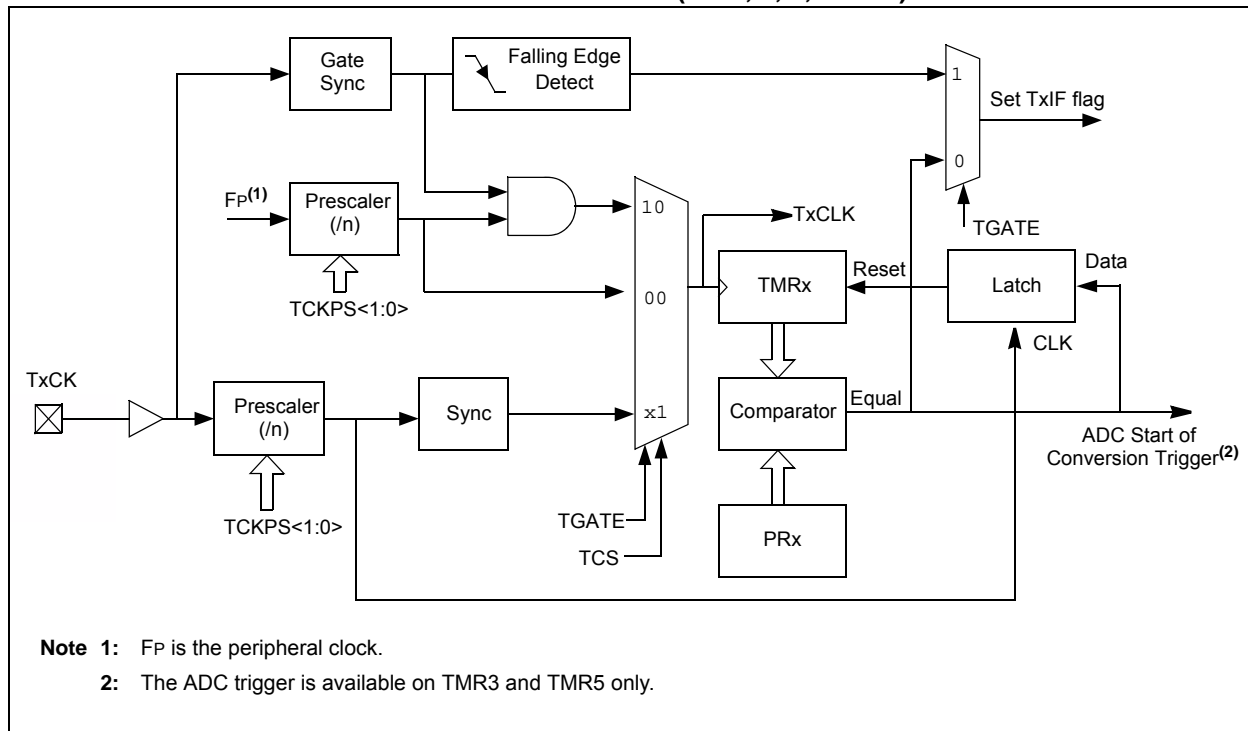 Gate
Sync
Falling Edge
Detect
1
Set TxIF flag
0
FP(1)
Prescaler
(/n)
10
TxCLK
TGATE
Reset
Data
TMRx
Latch
00
TCKPS<1:0>
CLK
TxCK
Prescaler
(/n)
Sync
x1
Comparator
Equal
ADC Start of
Conversion Trigger(2)
TCKPS<1:0>
TGATE
TCS
PRx
Note 1: FP is the peripheral clock.
2: The ADC trigger is available on TMR3 and TMR5 only.